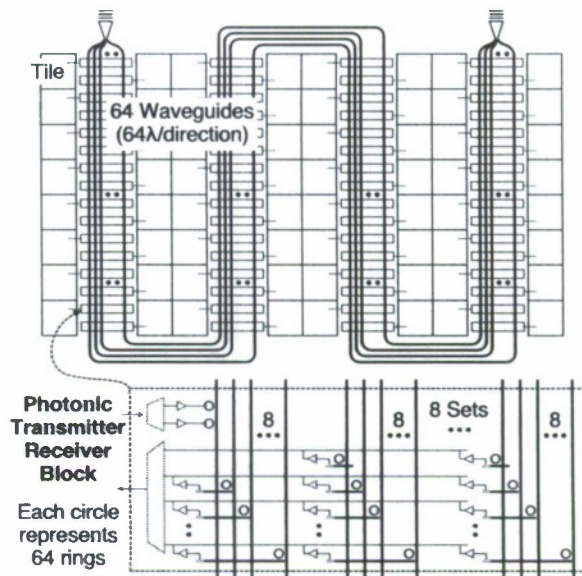 Tile
64 Waveguides
(64λ/direction)
Photonic
Transmitter
Receiver
Block
Each circle
represents
64 rings
8
8
8 Sets
8